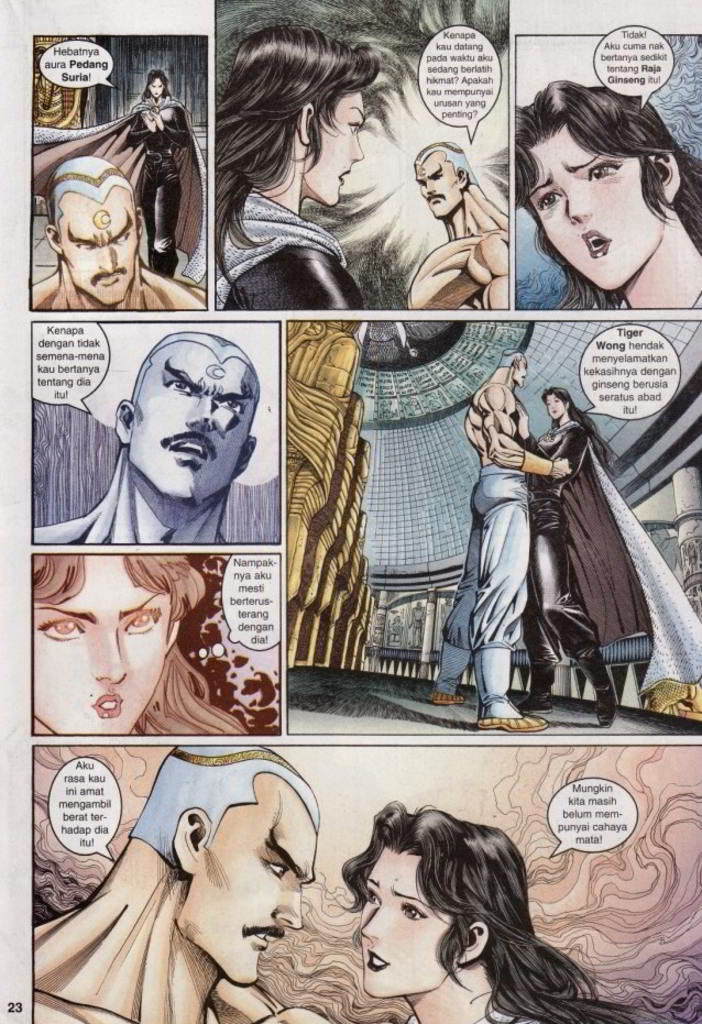 Hebatnya
aura Pedang
Suria!
Kenapa
kau datang
pada waktu aku
sedang berlatih
hikmat? Apakah
kau mempunyai
urusan yang
penting?
Tidak!
Aku cuma nak
bertanya sedikit
tentang Raja
Ginseng itu!
Kenapa
dengan tidak
semena-mena
kau bertanya
tentang dia
itu!
Tiger
Wong hendak
menyelamatkan
kekasihnya dengan
ginseng berusia
seratus abad
itu!
Nampak-
nya aku
mesti
berterus-
terang
dengan
dia!
Aku
rasa kau
ini amat
mengambil
berat ter-
hadap dia
itu!
Mungkin
kita masih
belum mem-
punyai cahaya
mata!
23